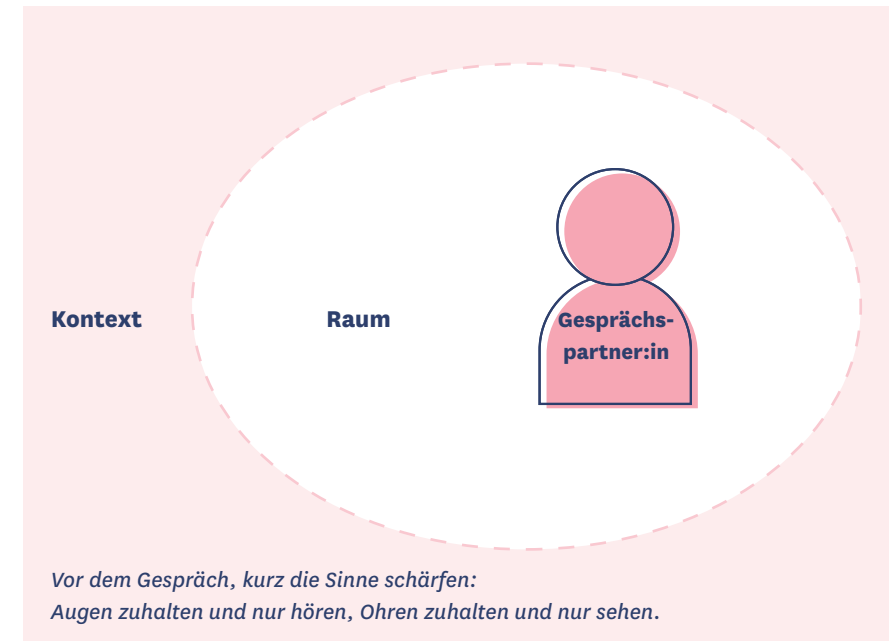 Kontext
Raum
Gesprächs-
partner:in
Vor dem Gespräch, kurz die Sinne schärfen:
Augen zuhalten und nur hören, Ohren zuhalten und nur sehen.